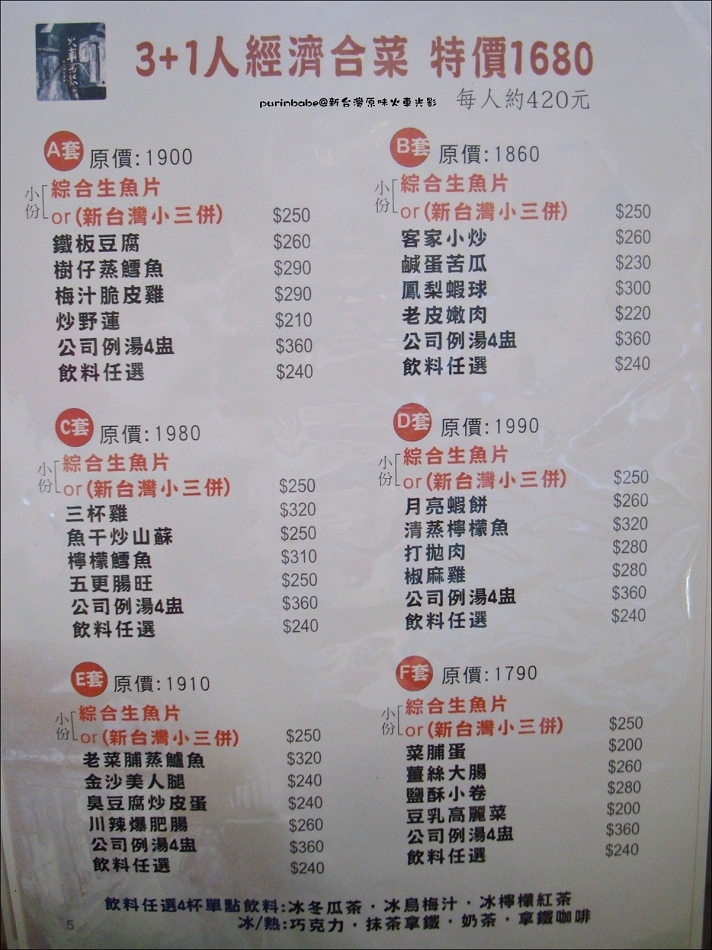 3+1人經濟合菜 特價1680
purinbabe@新台灣原味火車光影
每人約420元
A套 原價:1900
小份
綜合生魚片
or(新台灣小三併) $250
鐵板豆腐 $260
樹仔蒸鱈魚 $290
梅汁脆皮雞 $290
炒野蓮 $210
公司例湯4盅 $360
飲料任選 $240
B套 原價:1860
小份
綜合生魚片
or(新台灣小三併) $250
客家小炒 $260
鹹蛋苦瓜 $230
鳳梨蝦球 $300
老皮嫩肉 $220
公司例湯4盅 $360
飲料任選 $240
C套 原價:1980
小份
綜合生魚片
or(新台灣小三併) $250
三杯雞 $320
魚干炒山蘇 $250
檸檬鱈魚 $310
五更腸旺 $250
公司例湯4盅 $360
飲料任選 $240
D套 原價:1990
小份
綜合生魚片
or(新台灣小三併) $250
月亮蝦餅 $260
清蒸檸檬魚 $320
打拋肉 $280
椒麻雞 $280
公司例湯4盅 $360
飲料任選 $240
E套 原價:1910
小份
綜合生魚片
or(新台灣小三併) $250
老菜脯蒸鱸魚 $320
金沙美人腿 $240
臭豆腐炒皮蛋 $240
川辣爆肥腸 $260
公司例湯4盅 $360
飲料任選 $240
F套 原價:1790
小份
綜合生魚片
or(新台灣小三併) $250
菜脯蛋 $200
薑絲大腸 $260
鹽酥小卷 $280
豆乳高麗菜 $200
公司例湯4盅 $360
飲料任選 $240
飲料任選4杯單點飲料:冰冬瓜茶・冰烏梅汁・冰檸檬紅茶
冰/熱:巧克力・抹茶拿鐵・奶茶・拿鐵咖啡
5